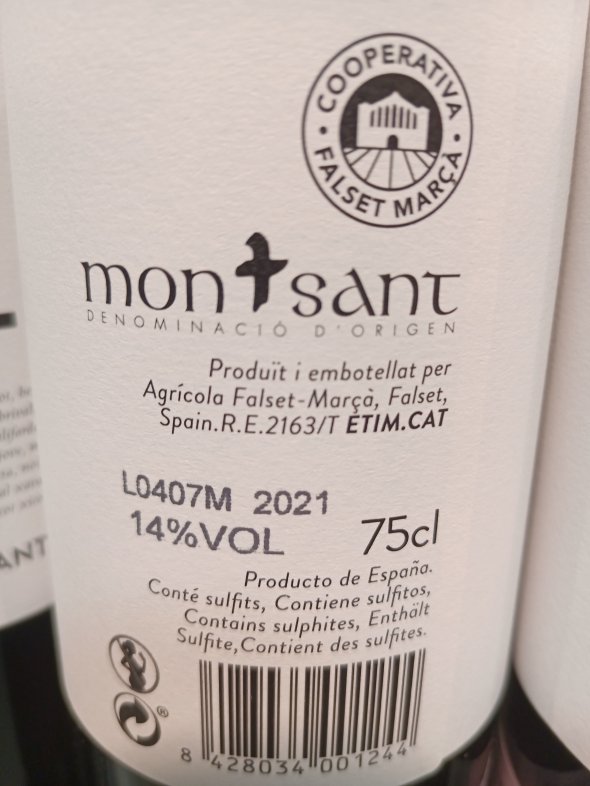 COOPERATIVA
FALSET MARÇÀ
montsant
DENOMINACIÓ D'ORIGEN
Produït i embotellat per
Agrícola Falset-Marçà, Falset,
Spain.R.E.2163/T ETIM.CAT
L0407M 2021
14%VOL
75cl
Producto de España.
Conté sulfits, Contiene sulfitos,
Contains sulphites, Enthält
Sulfite,Contient des sulfites.
®
8 428034 001244
ANT